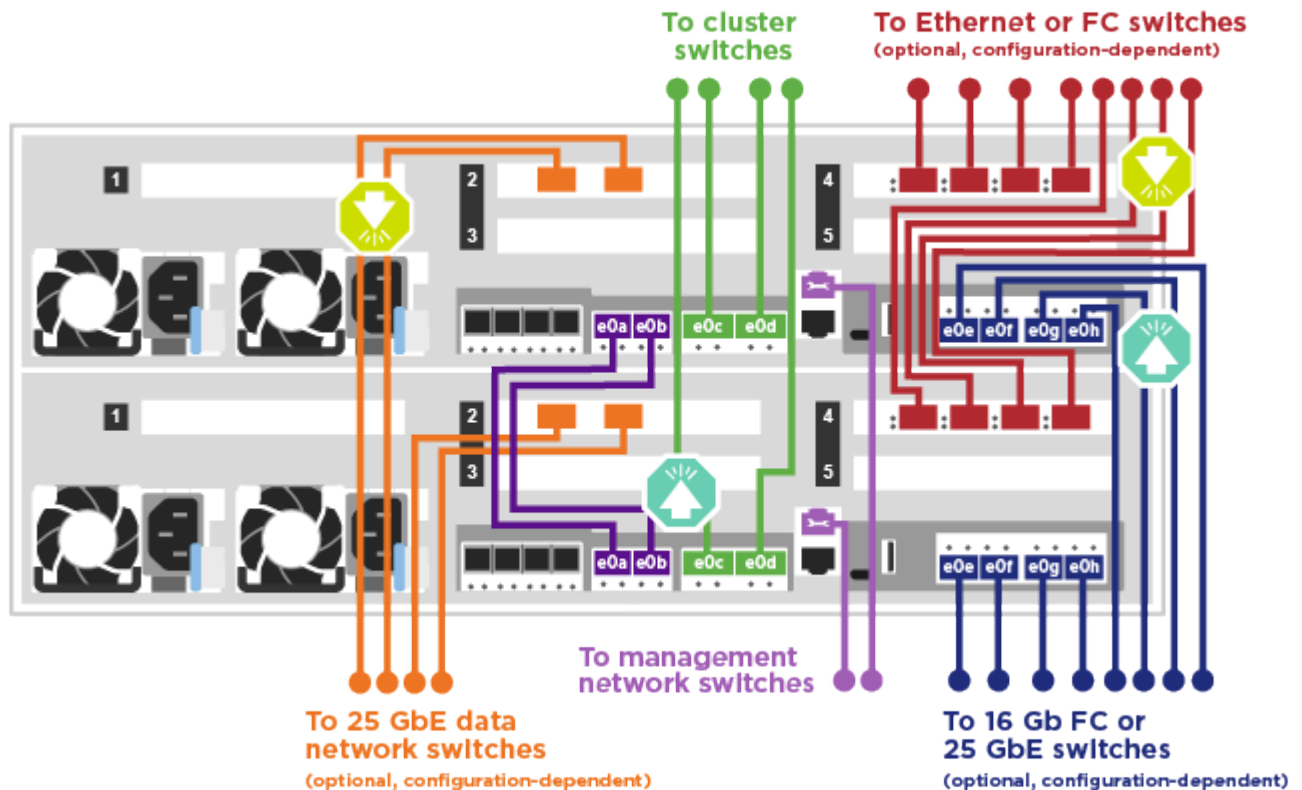 To cluster
switches
To Ethernet or FC switches
(optional, configuration-dependent)
1
2
3
4
5
e0a e0b e0c e0d
e0e e0f e0g e0h
1
2
3
4
5
e0a e0b e0c e0d
e0e e0f e0g e0h
To management
network switches
To 25 GbE data
network switches
(optional, configuration-dependent)
To 16 Gb FC or
25 GbE switches
(optional, configuration-dependent)